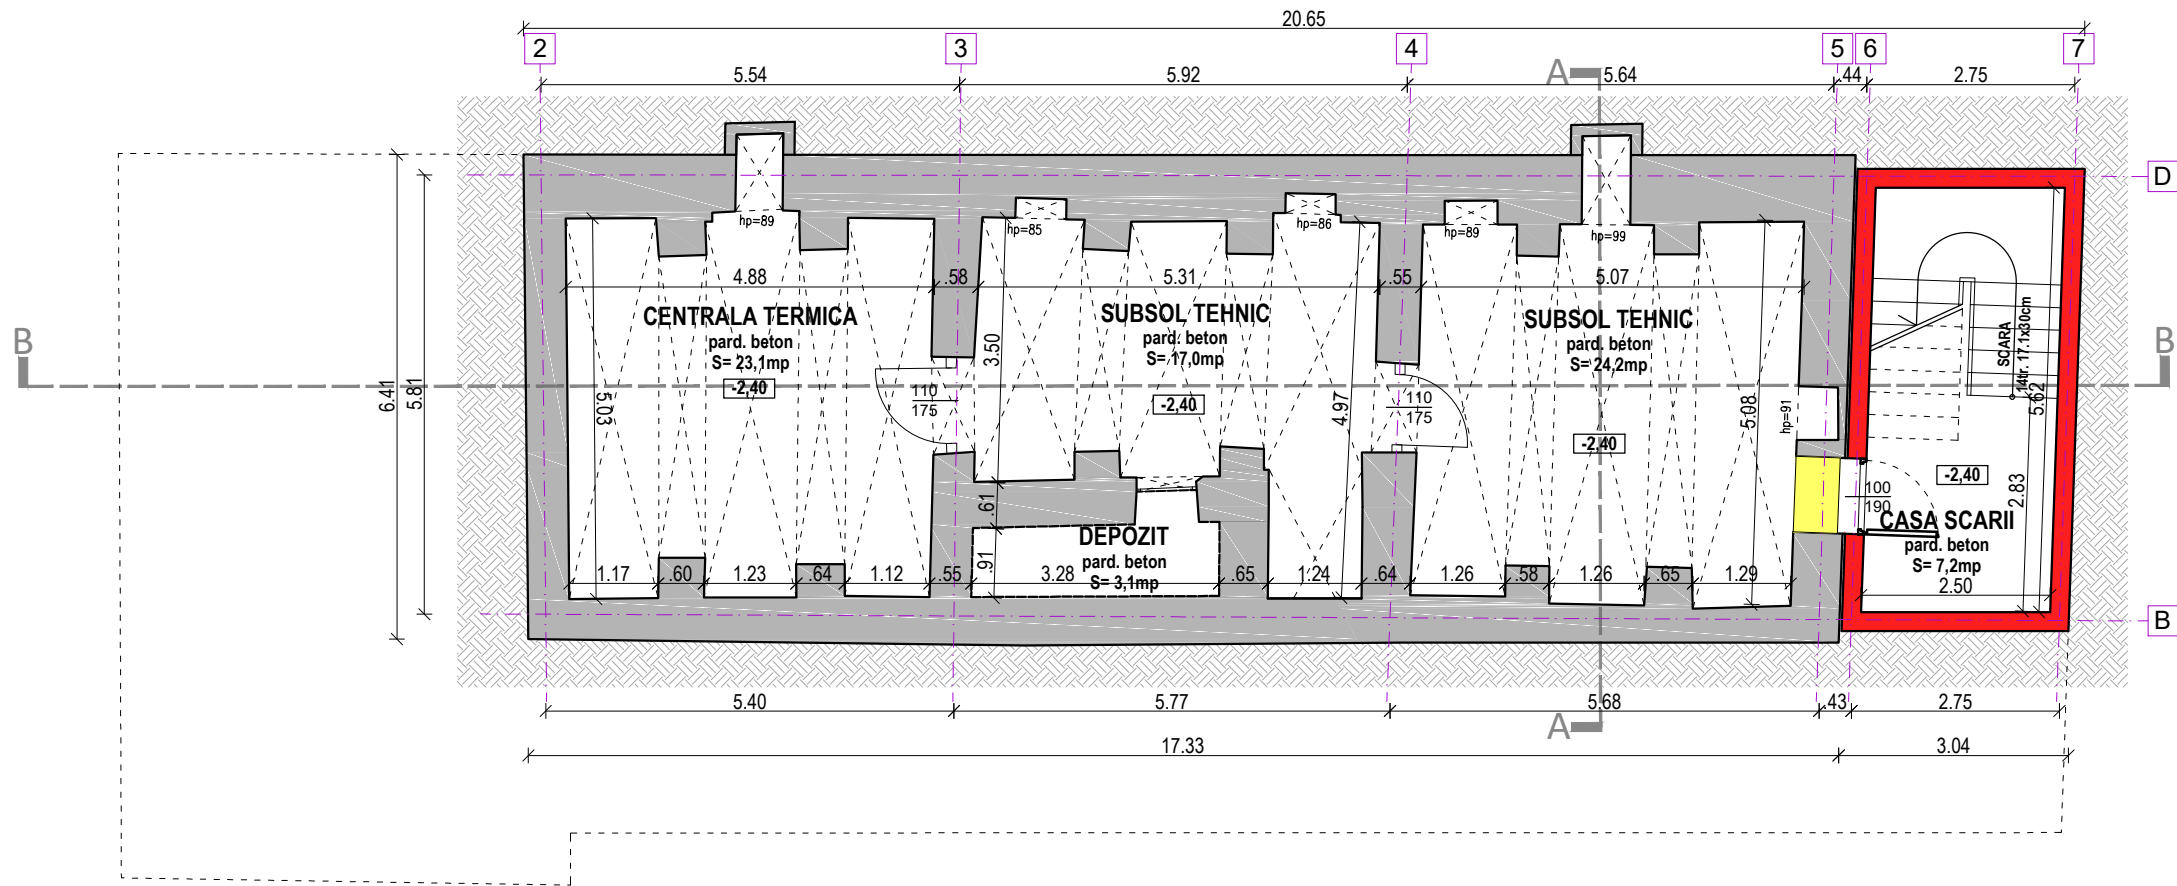 20.65
2
3
4
5
6
7
5.54
5.92
5.64
.44
2.75
A
D
hp=89
hp=85
hp=86
hp=89
hp=99
4.88
.58
5.31
.55
5.07
CENTRALA TERMICA
pard. beton
S= 23,1mp
-2,40
SUBSOL TEHNIC
pard. beton
S= 17,0mp
-2,40
SUBSOL TEHNIC
pard. beton
S= 24,2mp
-2,40
SCARA
14tr. 17.1x30cm
B
B
6.41
5.81
5.03
3.50
4.97
5.08
5.62
hp=91
110
175
110
175
100
190
-2,40
2.83
CASA SCARII
pard. beton
S= 7,2mp
2.50
.61
.91
DEPOZIT
pard. beton
S= 3,1mp
1.17
.60
1.23
.64
1.12
.55
3.28
.65
1.24
.64
1.26
.58
1.26
.65
1.29
B
5.40
5.77
5.68
.43
2.75
A
17.33
3.04